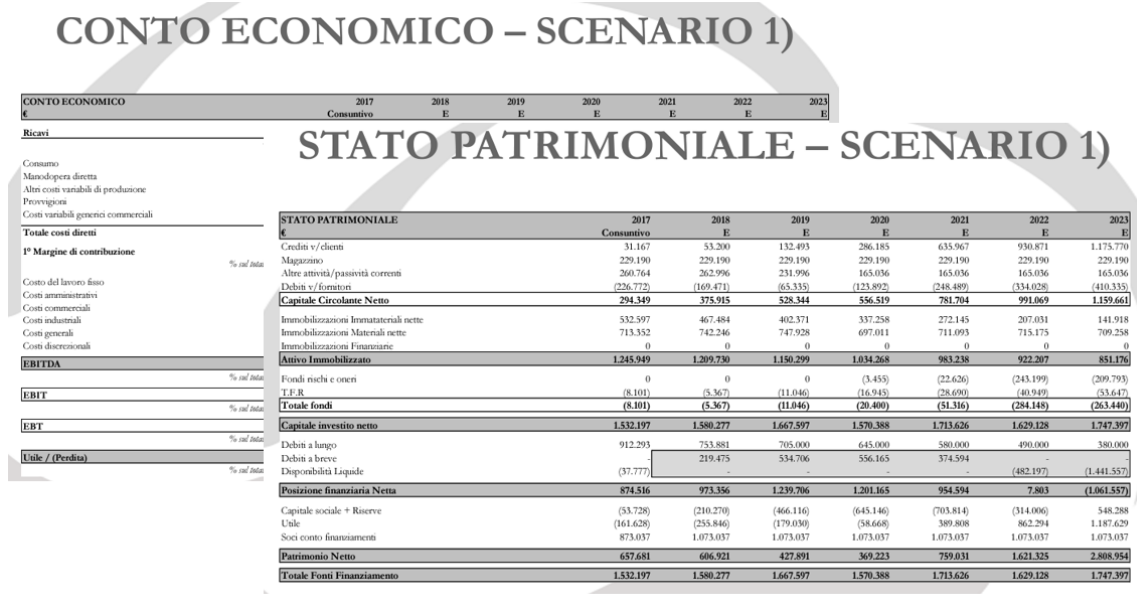 CONTO ECONOMICO – SCENARIO 1)
CONTO ECONOMICO 2017 2018 2019 2020 2021 2022 2023
€ Consuntivo E E E E E E
Ricavi
Consumo
Manodopera diretta
Altri costi variabili di produzione
Provvigioni
Costi variabili generici commerciali
Totale costi diretti
1° Margine di contribuzione
% sul total
Costo del lavoro fisso
Costi amministrativi
Costi commerciali
Costi industriali
Costi generali
Costi discrezionali
EBITDA
% sul total
EBIT
% sul total
EBT
% sul total
Utile / (Perdita)
% sul total
STATO PATRIMONIALE – SCENARIO 1)
STATO PATRIMONIALE 2017 2018 2019 2020 2021 2022 2023
€ Consuntivo E E E E E E
Crediti v/clienti 31.167 53.200 132.493 286.185 635.967 930.871 1.175.770
Magazzino 229.190 229.190 229.190 229.190 229.190 229.190 229.190
Altre attività/passività correnti 260.764 262.996 231.996 165.036 165.036 165.036 165.036
Debiti v/fornitori (226.772) (169.471) (65.335) (123.892) (248.489) (334.028) (410.335)
Capitale Circolante Netto 294.349 375.915 528.344 556.519 781.704 991.069 1.159.661
Immobilizzazioni Immatateriali nette 532.597 467.484 402.371 337.258 272.145 207.031 141.918
Immobilizzazioni Materiali nette 713.352 742.246 747.928 697.011 711.093 715.175 709.258
Immobilizzazioni Finanziarie 0 0 0 0 0 0 0
Attivo Immobilizzato 1.245.949 1.209.730 1.150.299 1.034.268 983.238 922.207 851.176
Fondi rischi e oneri 0 0 0 (3.455) (22.626) (243.199) (209.793)
T.F.R (8.101) (5.367) (11.046) (16.945) (28.690) (40.949) (53.647)
Totale fondi (8.101) (5.367) (11.046) (20.400) (51.316) (284.148) (263.440)
Capitale investito netto 1.532.197 1.580.277 1.667.597 1.570.388 1.713.626 1.629.128 1.747.397
Debiti a lungo 912.293 753.881 705.000 645.000 580.000 490.000 380.000
Debiti a breve - 219.475 534.706 556.165 374.594 - -
Disponibilità Liquide (37.777) - - - - (482.197) (1.441.557)
Posizione finanziaria Netta 874.516 973.356 1.239.706 1.201.165 954.594 7.803 (1.061.557)
Capitale sociale + Riserve (53.728) (210.270) (466.116) (645.146) (703.814) (314.006) 548.288
Utile (161.628) (255.846) (179.030) (58.668) 389.808 862.294 1.187.629
Soci conto finanziamenti 873.037 1.073.037 1.073.037 1.073.037 1.073.037 1.073.037 1.073.037
Patrimonio Netto 657.681 606.921 427.891 369.223 759.031 1.621.325 2.808.954
Totale Fonti Finanziamento 1.532.197 1.580.277 1.667.597 1.570.388 1.713.626 1.629.128 1.747.397